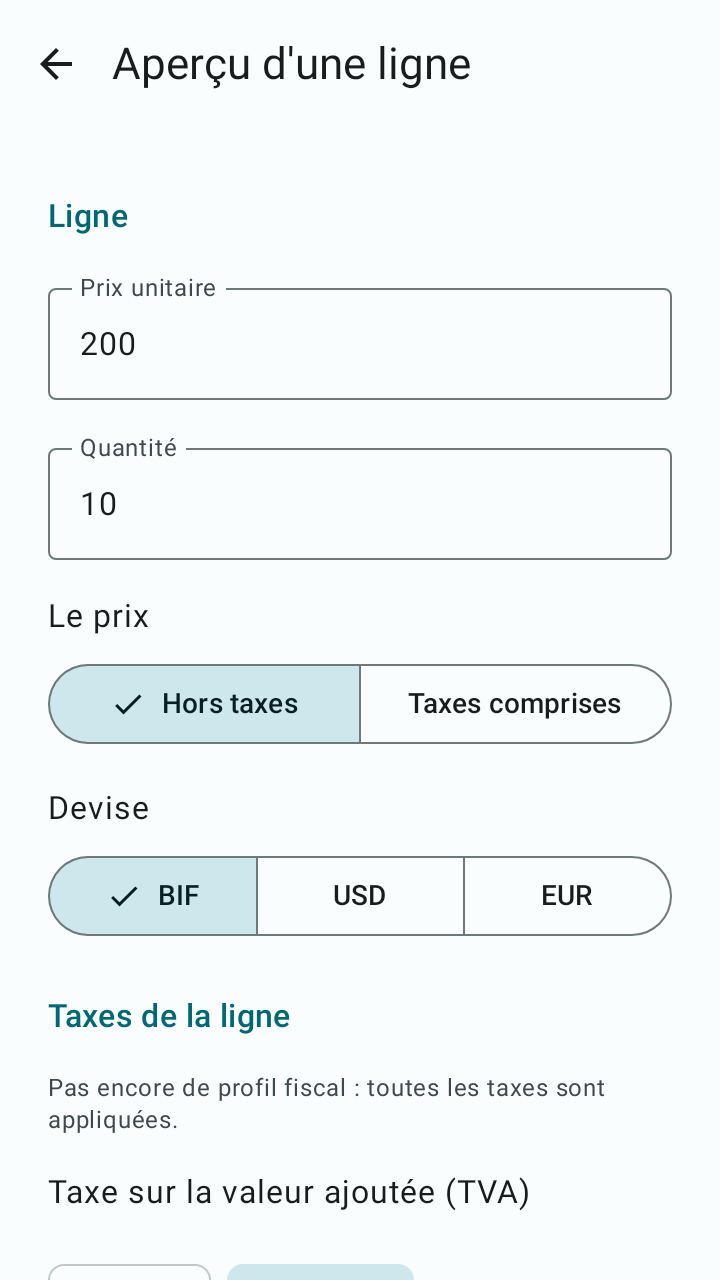 Aperçu d'une ligne
Ligne
Prix unitaire
200
Quantité
10
Le prix
Hors taxes
Taxes comprises
Devise
BIF
USD
EUR
Taxes de la ligne
Pas encore de profil fiscal : toutes les taxes sont
appliquées.
Taxe sur la valeur ajoutée (TVA)